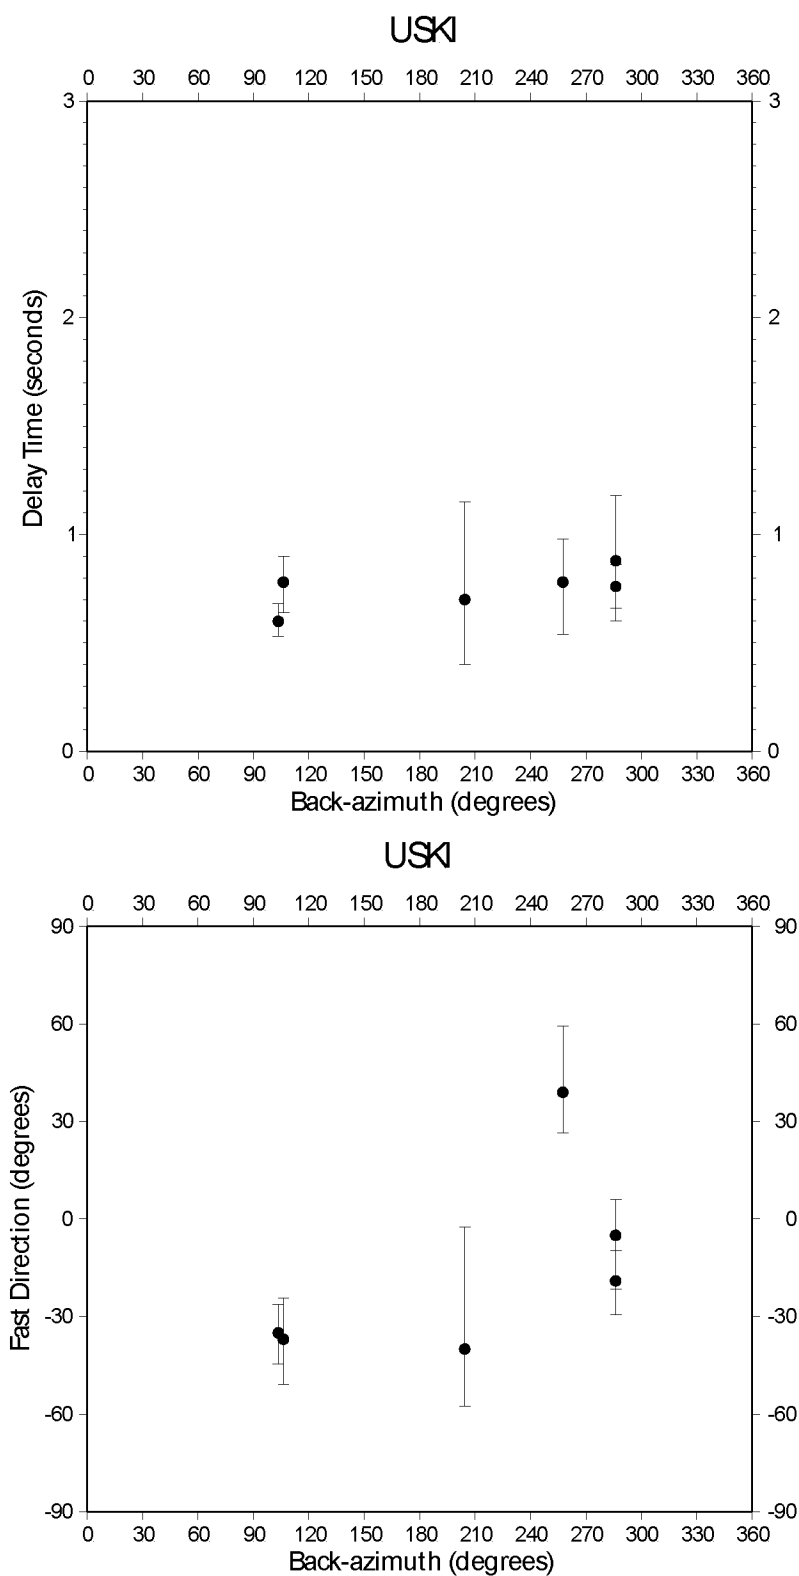 USKI
0 30 60 90 120 150 180 210 240 270 300 330 360
3 3
2 2
Delay Time (seconds)
1 1
0 0
0 30 60 90 120 150 180 210 240 270 300 330 360
Back-azimuth (degrees)
USKI
0 30 60 90 120 150 180 210 240 270 300 330 360
90 90
60 60
30 30
Fast Direction (degrees)
0 0
-30 -30
-60 -60
-90 -90
0 30 60 90 120 150 180 210 240 270 300 330 360
Back-azimuth (degrees)